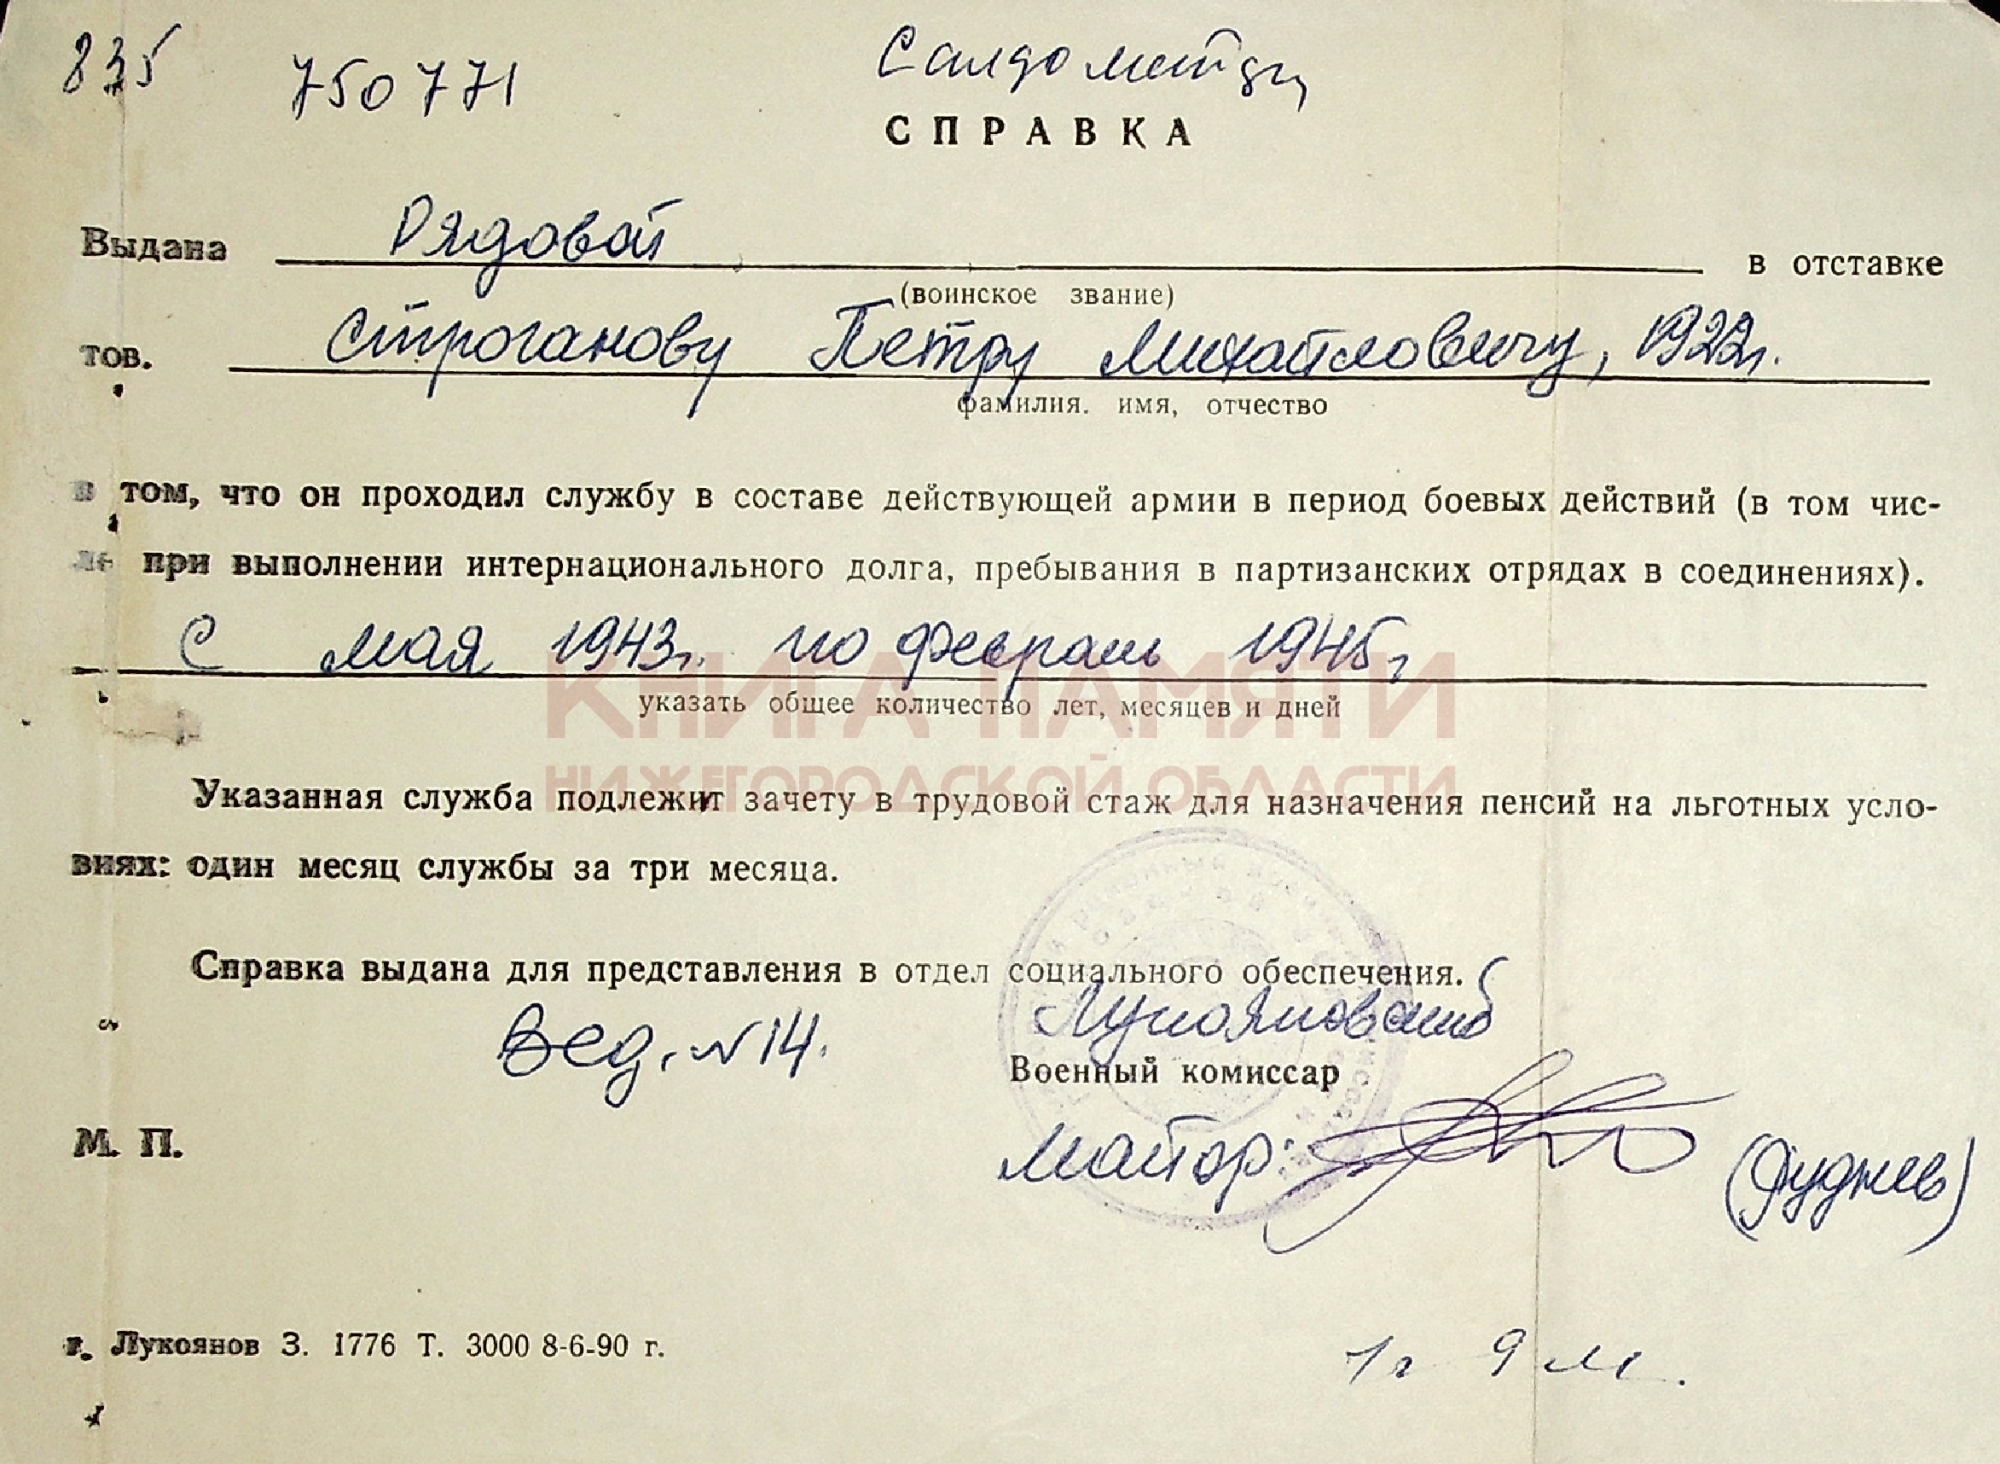 835 750771
СПРАВКА
Выдана Рядовой в отставке
(воинское звание)
тов. Строганову Петру Михайловичу, 1922г.
фамилия. имя, отчество
в том, что он проходил службу в составе действующей армии в период боевых действий (в том чис-
ле при выполнении интернационального долга, пребывания в партизанских отрядах в соединениях).
С мая 1943г. по февраль 1945г
КНИГА ПАМЯТИ
указать общее количество лет, месяцев и дней
НИЖЕГОРОДСКОЙ ОБЛАСТИ
Указанная служба подлежит зачету в трудовой стаж для назначения пенсий на льготных усло-
виях: один месяц службы за три месяца.
Справка выдана для представления в отдел социального обеспечения.
Вед. №14. Лукояновский
Военный комиссар
М. П. майор:
г. Лукоянов З. 1776 Т. 3000 8-6-90 г.
1г 9 м.